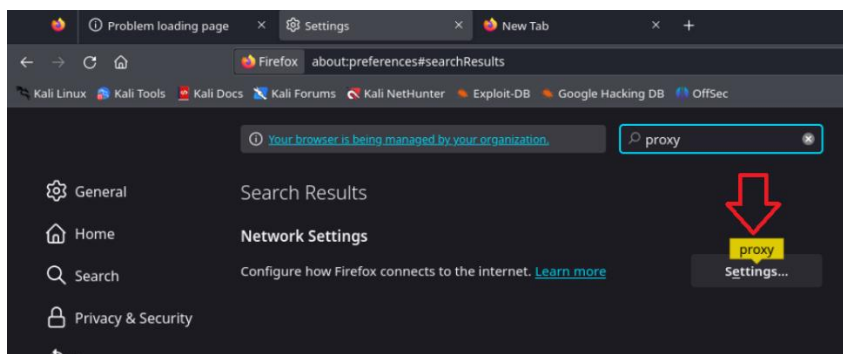 Problem loading page × Settings × New Tab × +
Firefox about:preferences#searchResults
Kali Linux Kali Tools Kali Docs Kali Forums Kali NetHunter Exploit-DB Google Hacking DB OffSec
Your browser is being managed by your organization. proxy
General Search Results
Home Network Settings
proxy
Search Configure how Firefox connects to the internet. Learn more Settings...
Privacy & Security